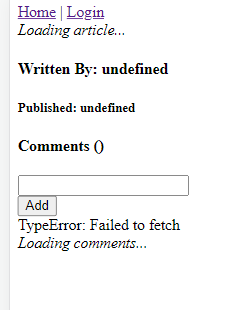 Home | Login
Loading article...
Written By: undefined
Published: undefined
Comments ()
Add
TypeError: Failed to fetch
Loading comments...